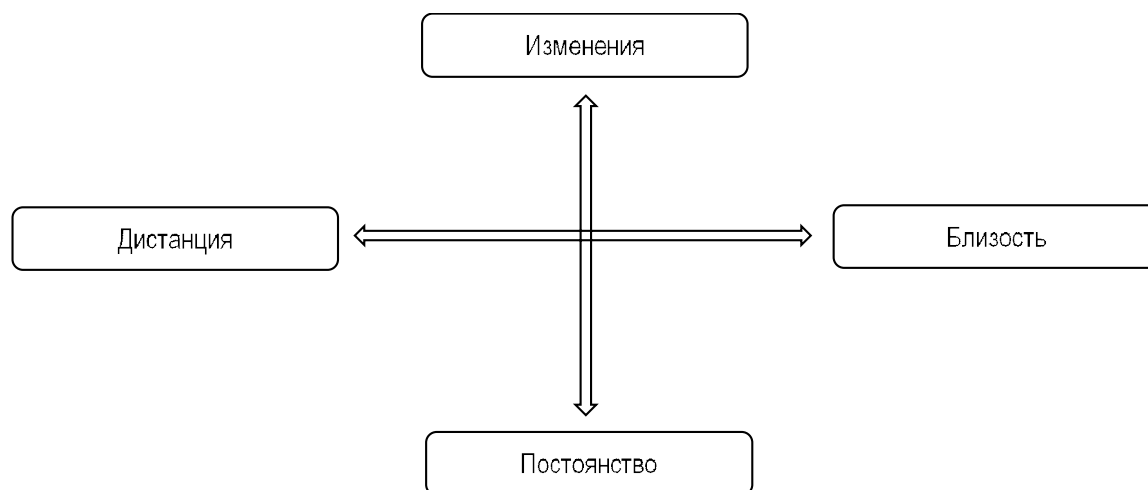 Изменения
Дистанция
Близость
Постоянство